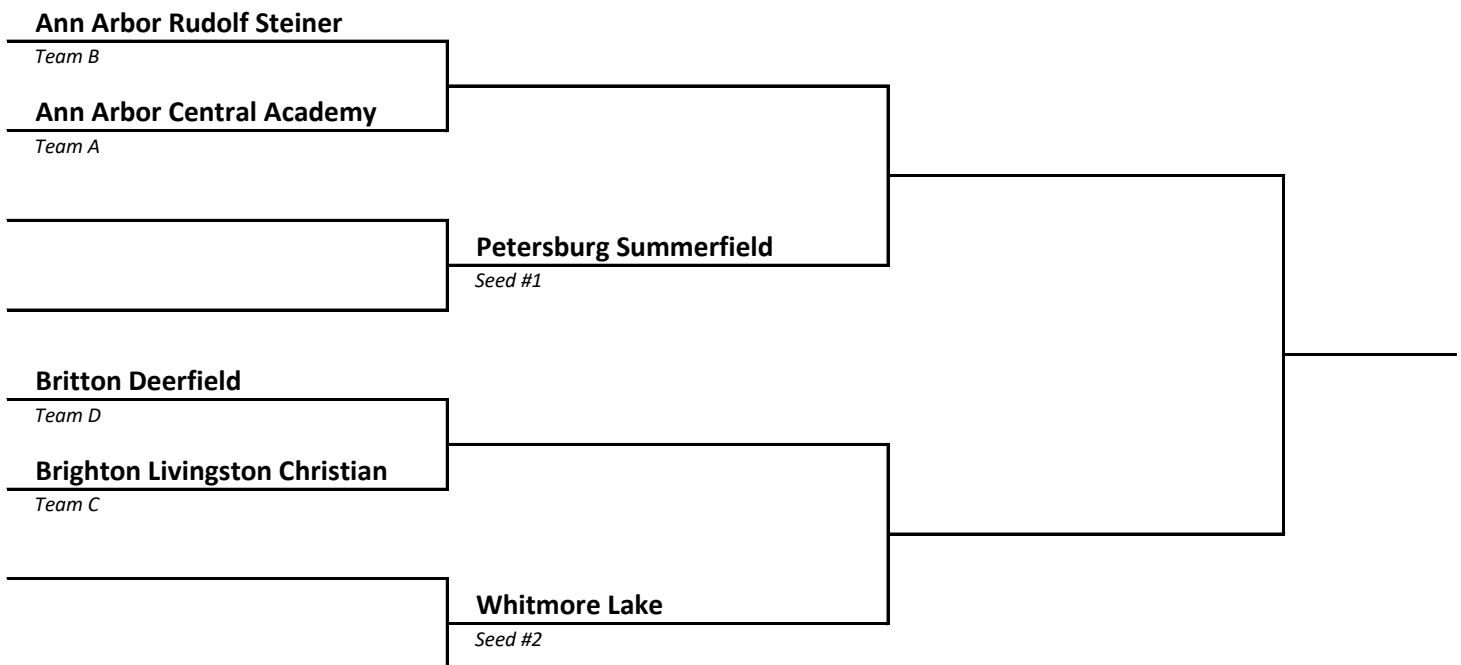 Ann Arbor Rudolf Steiner
Team B
Ann Arbor Central Academy
Team A
Petersburg Summerfield
Seed #1
Britton Deerfield
Team D
Brighton Livingston Christian
Team C
Whitmore Lake
Seed #2